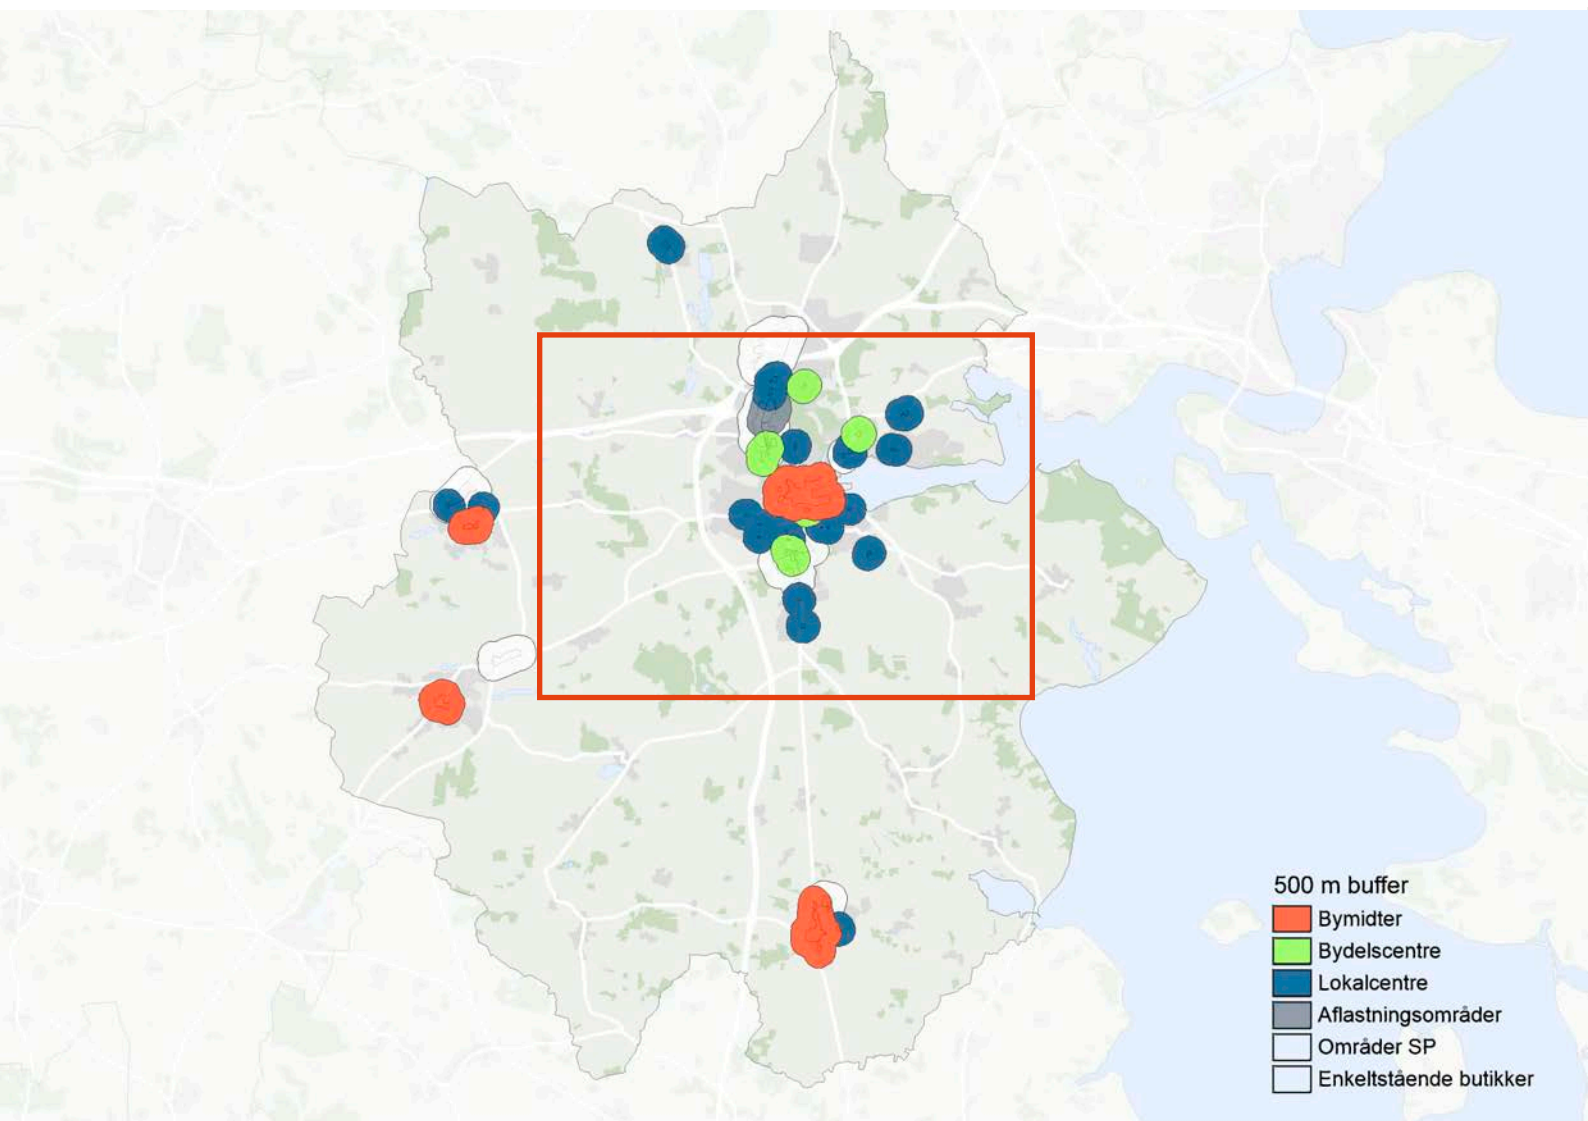 500 m buffer
Bymidter
Bydelscentre
Lokalcentre
Aflastningsområder
Områder SP
Enkeltstående butikker